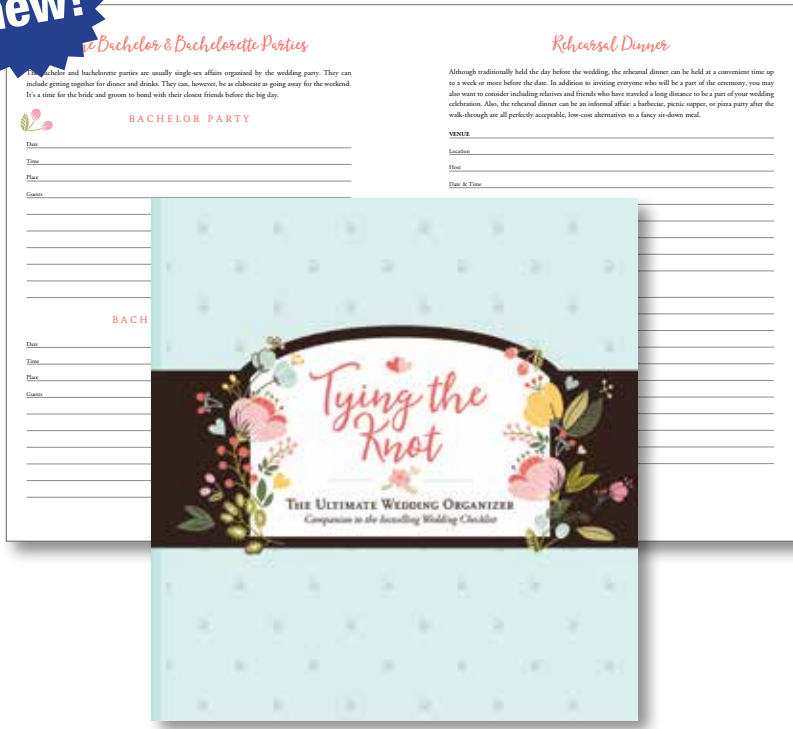 new!
Bachelor & Bachelorette Parties
The bachelor and bachelorette parties are usually single-sex affairs organized by the wedding party. They can
include getting together for dinner and drinks. They can, however, be as elaborate as going away for the weekend.
It's a time for the bride and groom to bond with their closest friends before the big day.
BACHELOR PARTY
Date
Time
Place
Guests
BACH
Date
Time
Place
Guests
Rehearsal Dinner
Although traditionally held the day before the wedding, the rehearsal dinner can be held at a convenient time up
to a week or more before the date. In addition to inviting everyone who will be a part of the ceremony, you may
also want to consider including relatives and friends who have traveled a long distance to be a part of your wedding
celebration. Also, the rehearsal dinner can be an informal affair: a barbecue, picnic supper, or pizza party after the
walk-through are all perfectly acceptable, low-cost alternatives to a fancy sit-down meal.
VENUE
Location
Host
Date & Time
Tying the
Knot
The Ultimate Wedding Organizer
Companion to the bestselling Wedding Checklist